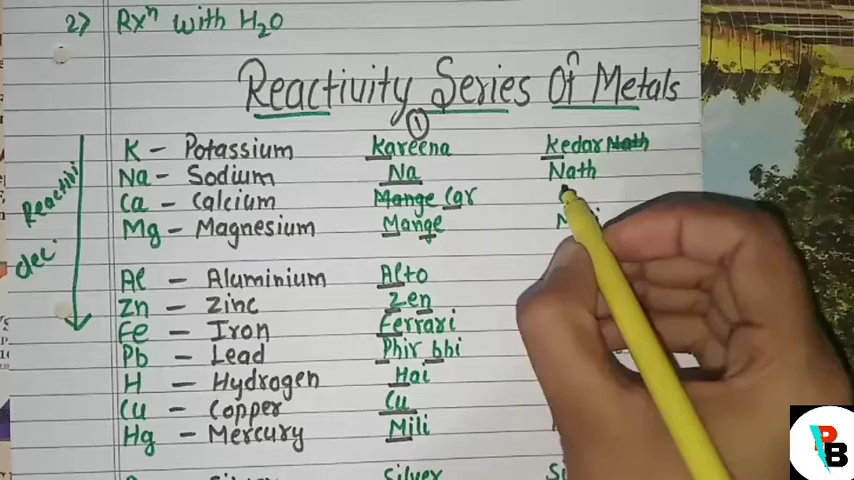 2) Rxⁿ with H2O
Reactivity Series Of Metals
①
K - Potassium Kareena Kedar Nath
Na - Sodium Na Nath
Ca - Calcium Mange Car
Mg - Magnesium Mange
Al - Aluminium Alto
Zn - Zinc Zen
Fe - Iron Ferrari
Pb - Lead Phir bhi
H - Hydrogen Hai
Cu - Copper Cu
Hg - Mercury Mili
Silver
Reactivi
dec.
PB